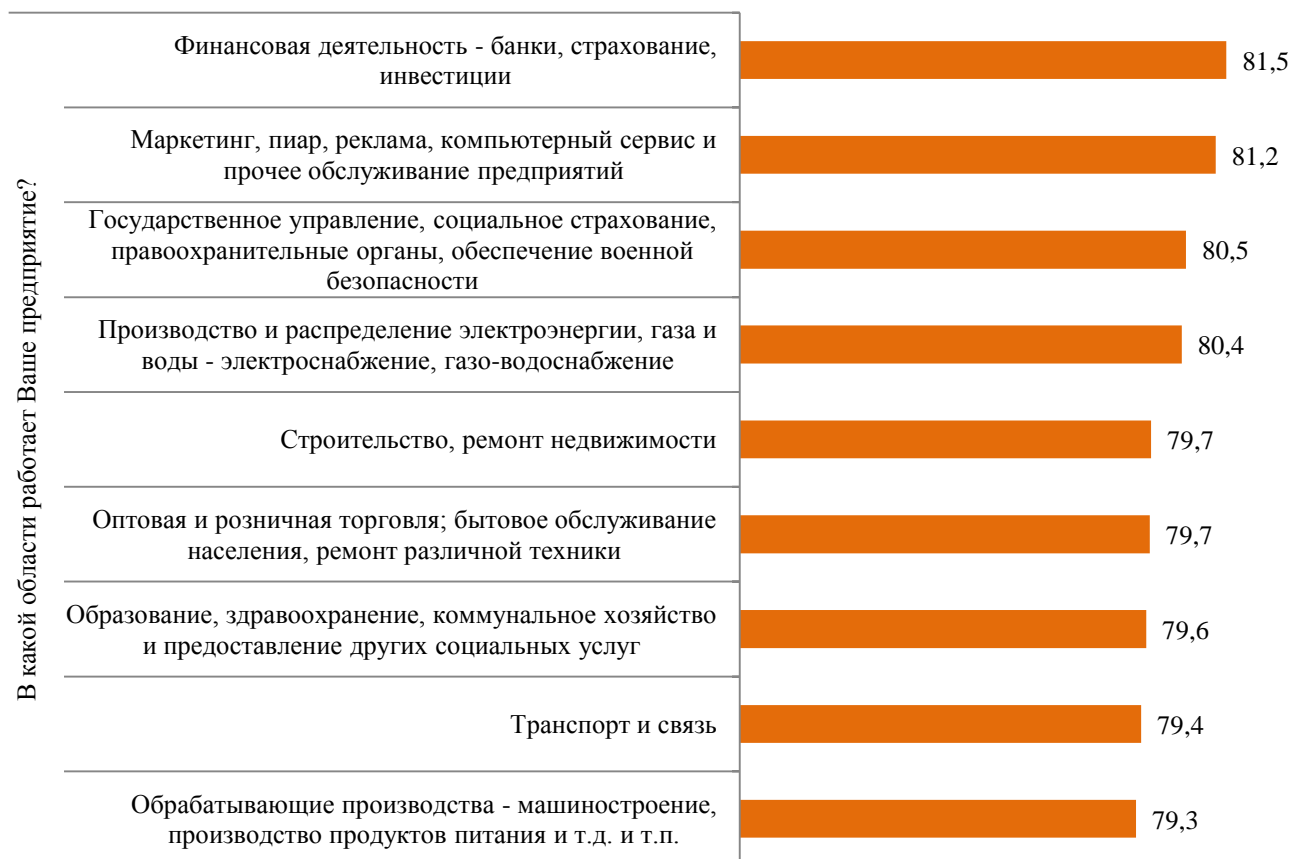 В какой области работает Ваше предприятие?
Финансовая деятельность - банки, страхование,
инвестиции
81,5
Маркетинг, пиар, реклама, компьютерный сервис и
прочее обслуживание предприятий
81,2
Государственное управление, социальное страхование,
правоохранительные органы, обеспечение военной
безопасности
80,5
Производство и распределение электроэнергии, газа и
воды - электроснабжение, газо-водоснабжение
80,4
Строительство, ремонт недвижимости
79,7
Оптовая и розничная торговля; бытовое обслуживание
населения, ремонт различной техники
79,7
Образование, здравоохранение, коммунальное хозяйство
и предоставление других социальных услуг
79,6
Транспорт и связь
79,4
Обрабатывающие производства - машиностроение,
производство продуктов питания и т.д. и т.п.
79,3